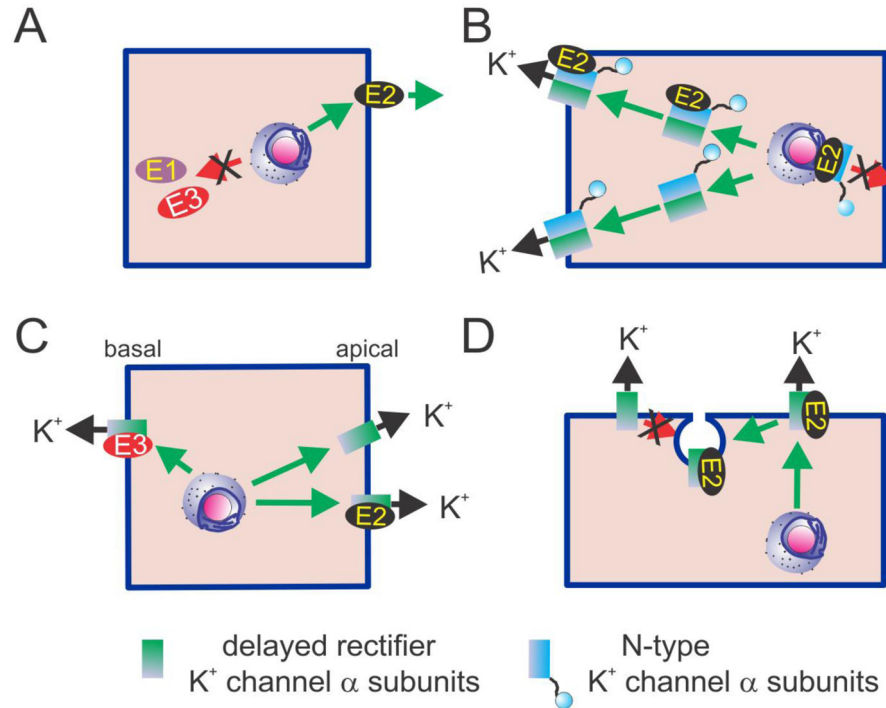 A
E2
E1
E3
B
K+
E2
E2
E2
K+
C
basal
apical
K+
E3
K+
E2
K+
D
K+
K+
E2
E2
delayed rectifier
K+ channel α subunits
N-type
K+ channel α subunits